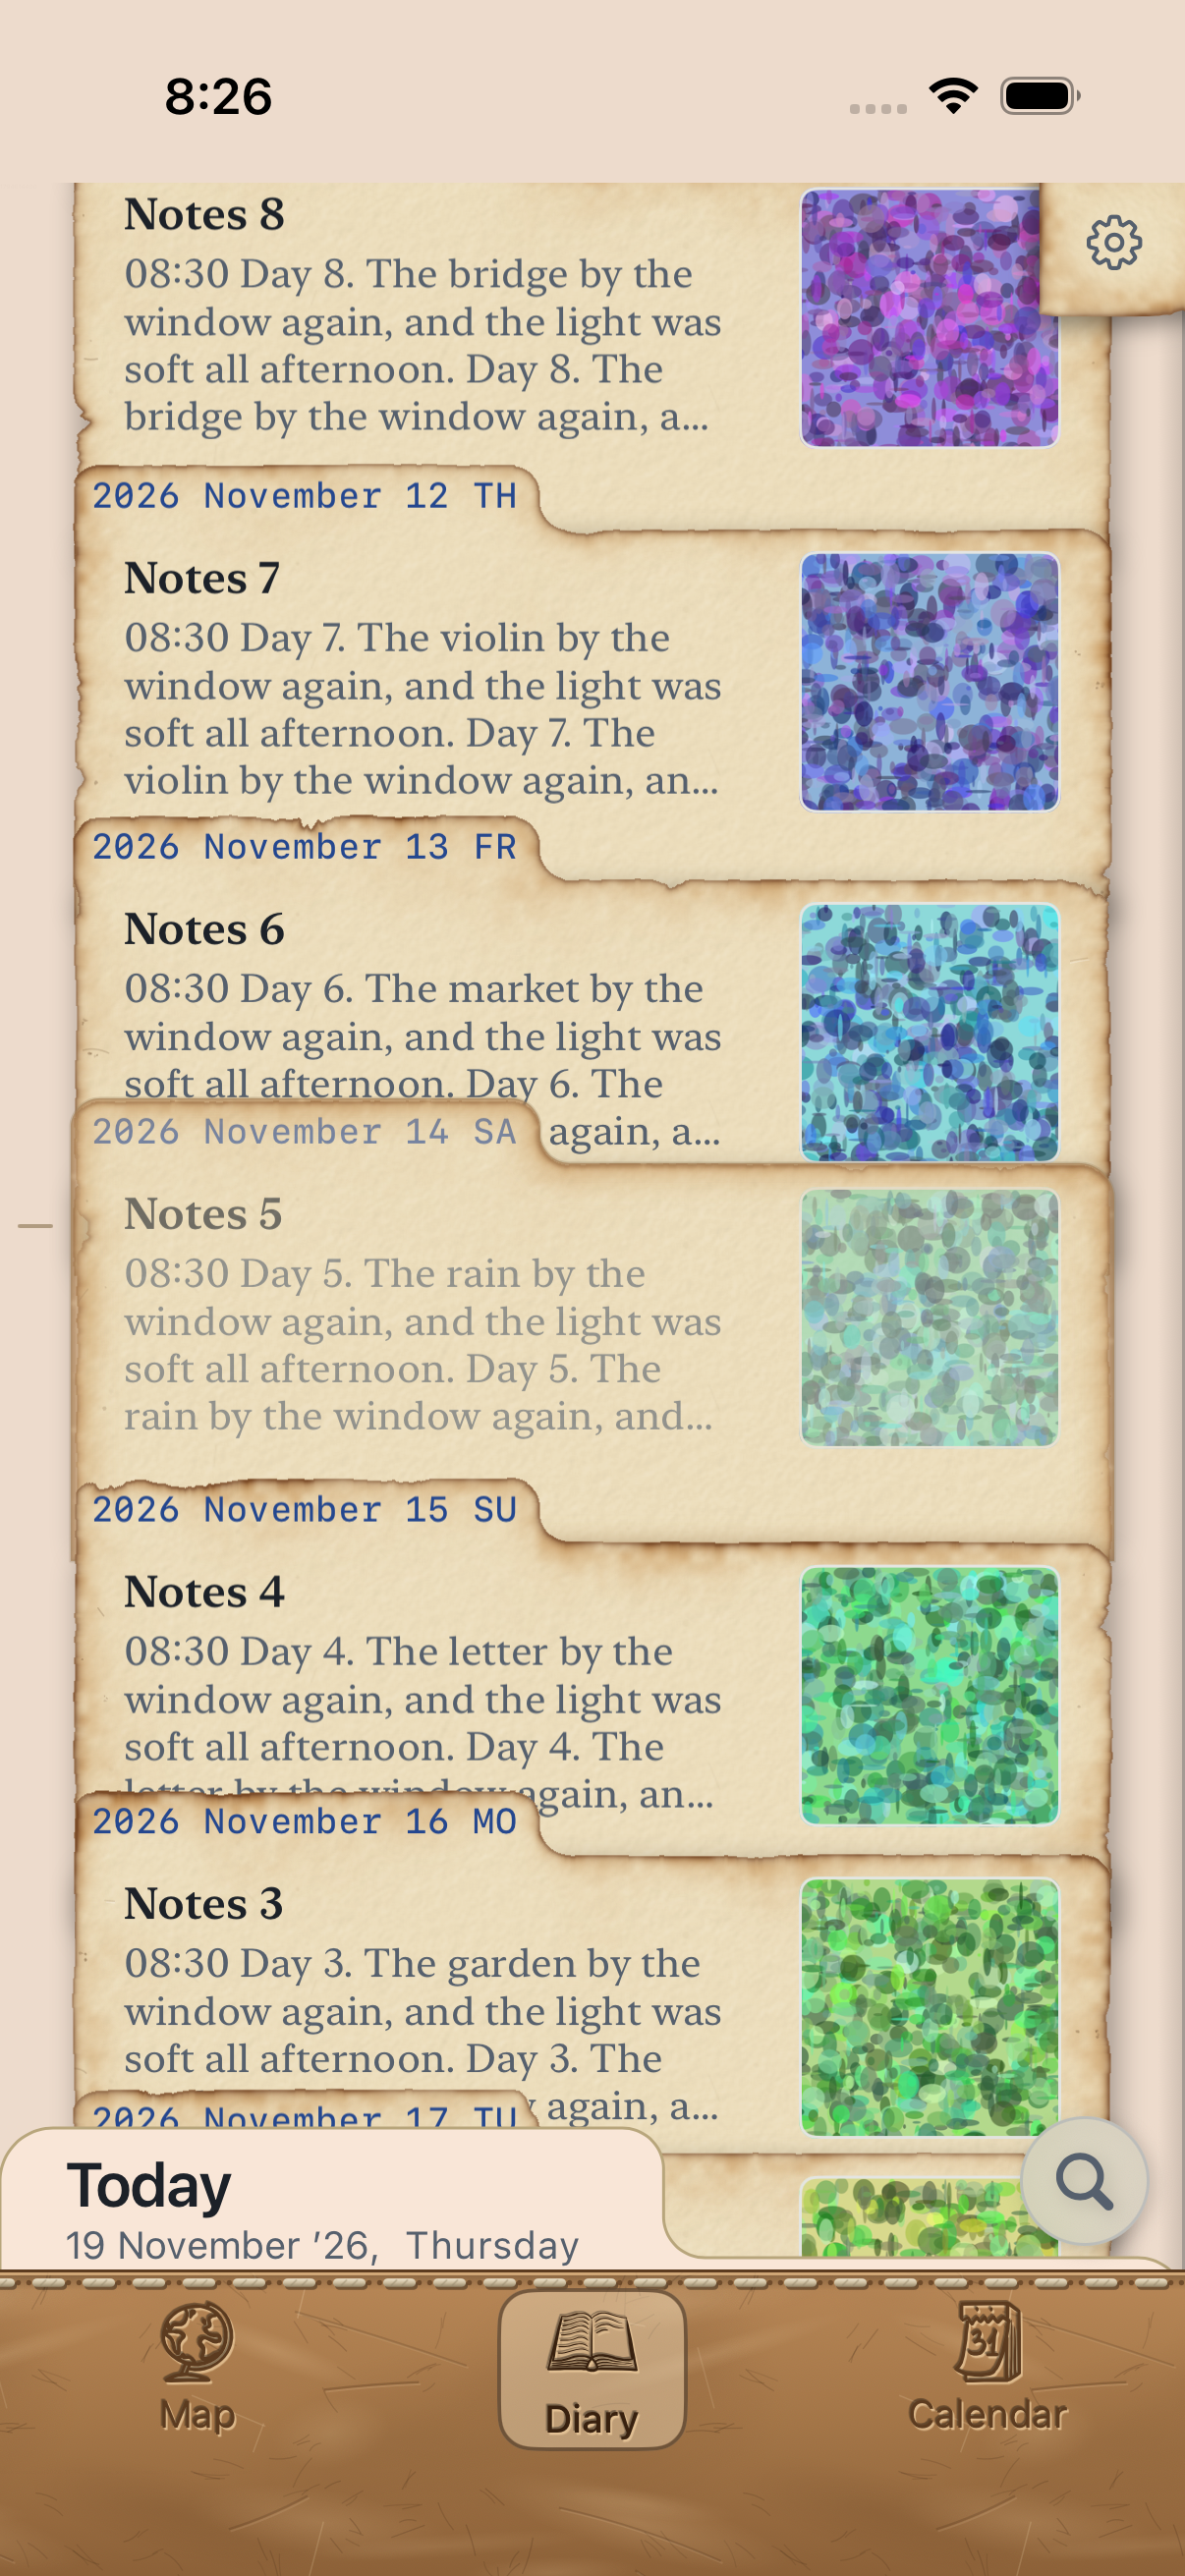 8:26
Notes 8
08:30 Day 8. The bridge by the
window again, and the light was
soft all afternoon. Day 8. The
bridge by the window again, a...
2026 November 12 TH
Notes 7
08:30 Day 7. The violin by the
window again, and the light was
soft all afternoon. Day 7. The
violin by the window again, an...
2026 November 13 FR
Notes 6
08:30 Day 6. The market by the
window again, and the light was
soft all afternoon. Day 6. The
again, a...
2026 November 14 SA
Notes 5
08:30 Day 5. The rain by the
window again, and the light was
soft all afternoon. Day 5. The
rain by the window again, and...
2026 November 15 SU
Notes 4
08:30 Day 4. The letter by the
window again, and the light was
soft all afternoon. Day 4. The
letter by the window again, an...
2026 November 16 MO
Notes 3
08:30 Day 3. The garden by the
window again, and the light was
soft all afternoon. Day 3. The
again, a...
2026 November 17 TU
Today
19 November ’26, Thursday
Map
Diary
31
Calendar